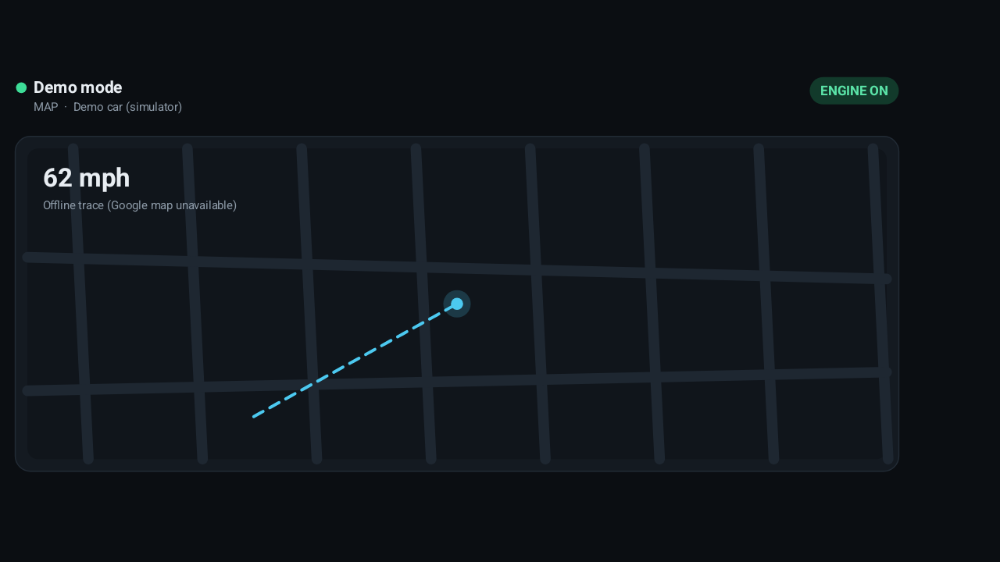 Demo mode
MAP · Demo car (simulator)
ENGINE ON
62 mph
Offline trace (Google map unavailable)